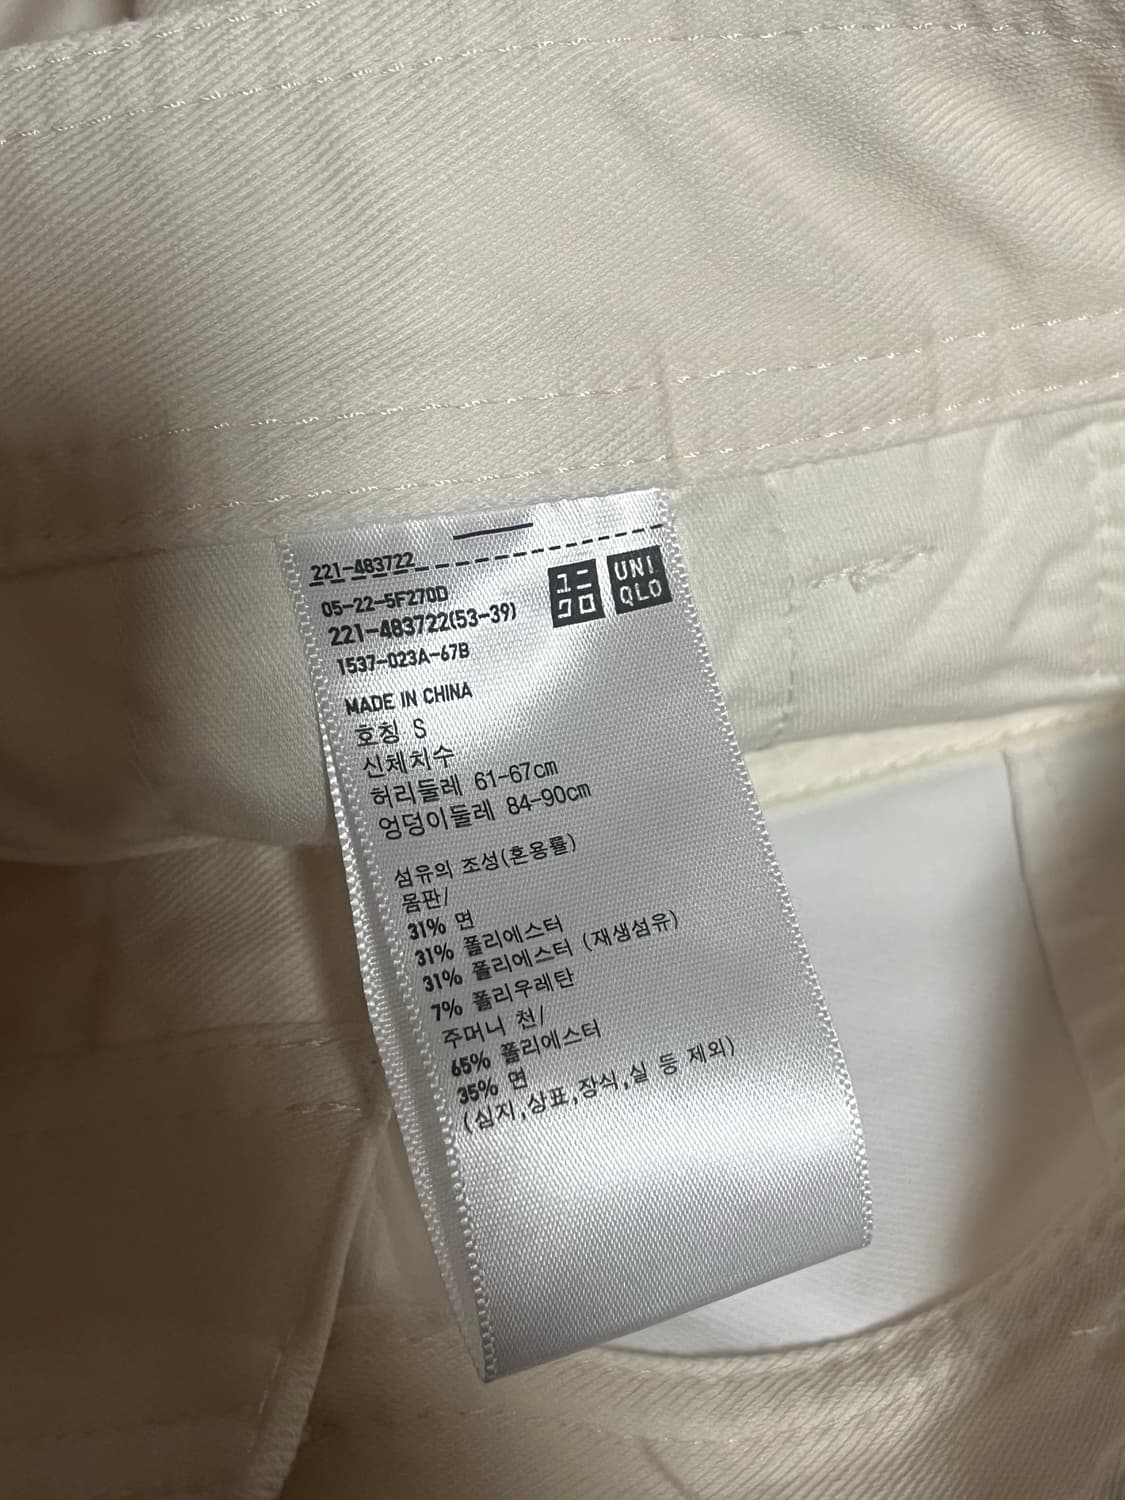 221-483722
05-22-5F270D
221-483722(53-39)
1537-023A-67B
ユニ
クロ
UNI
QLO
MADE IN CHINA
호칭 S
신체치수
허리둘레 61-67cm
엉덩이둘레 84-90cm
섬유의 조성(혼용률)
몸판/
31% 면
31% 폴리에스터
31% 폴리에스터 (재생섬유)
7% 폴리우레탄
주머니 천/
65% 폴리에스터
35% 면
(심지,상표,장식,실 등 제외)